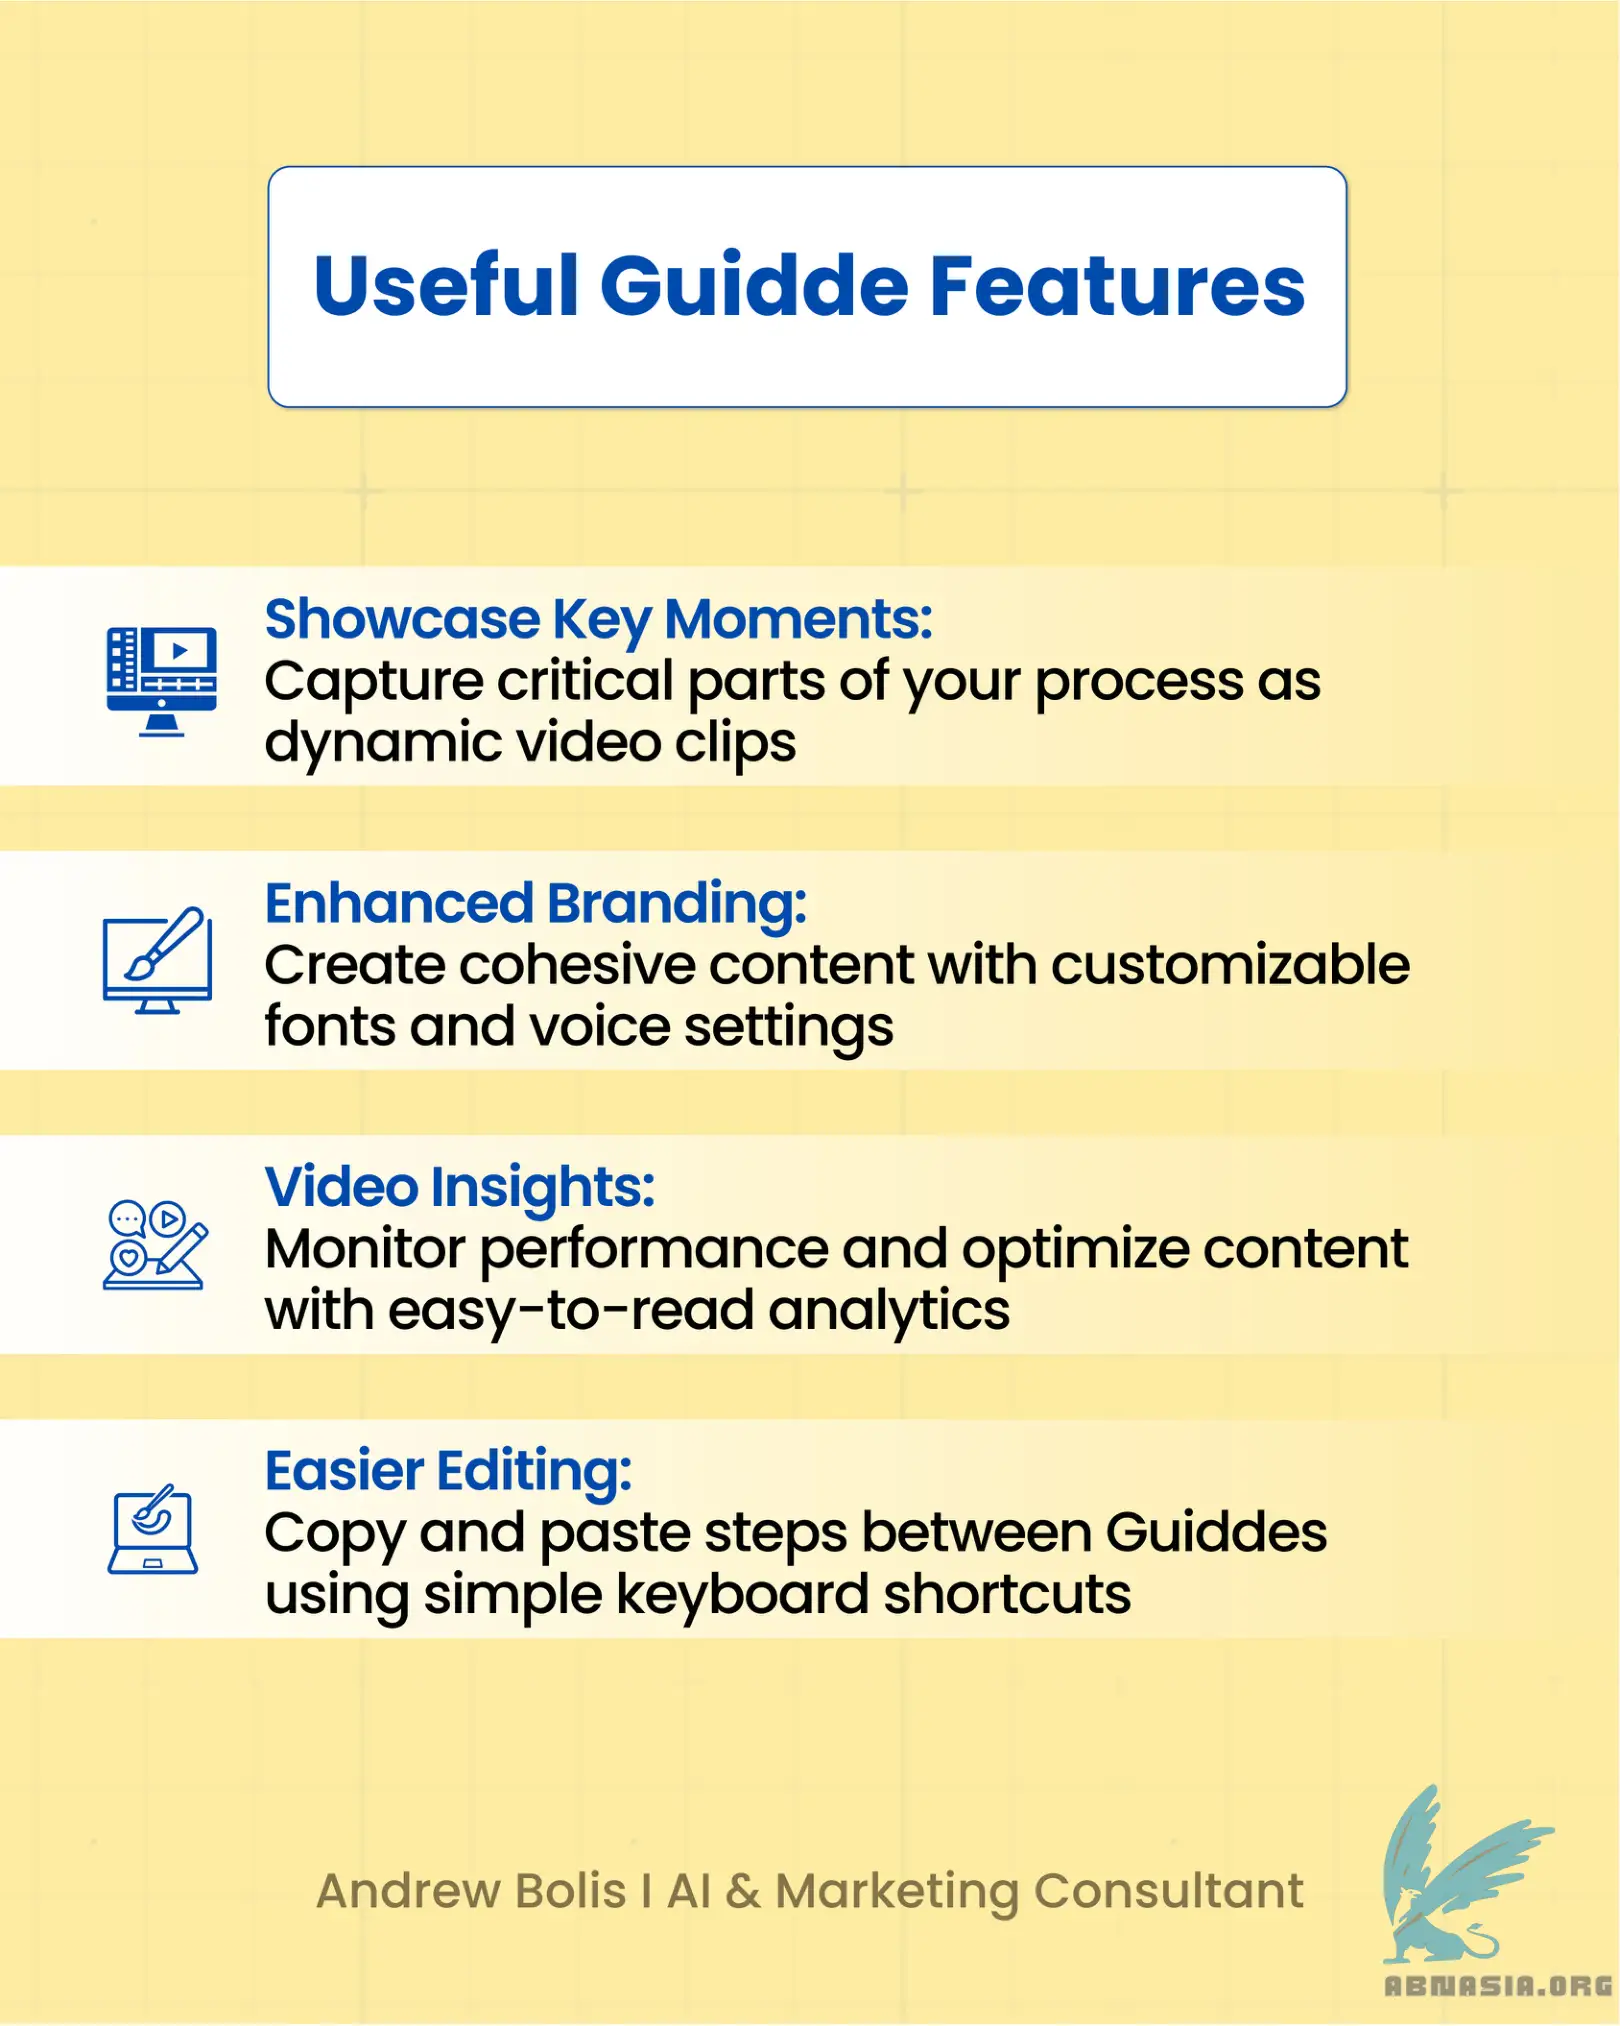 Useful Guidde Features
Showcase Key Moments:
Capture critical parts of your process as
dynamic video clips
Enhanced Branding:
Create cohesive content with customizable
fonts and voice settings
Video Insights:
Monitor performance and optimize content
with easy-to-read analytics
Easier Editing:
Copy and paste steps between Guiddes
using simple keyboard shortcuts
Andrew Bolis I AI & Marketing Consultant
ABNASIA.ORG